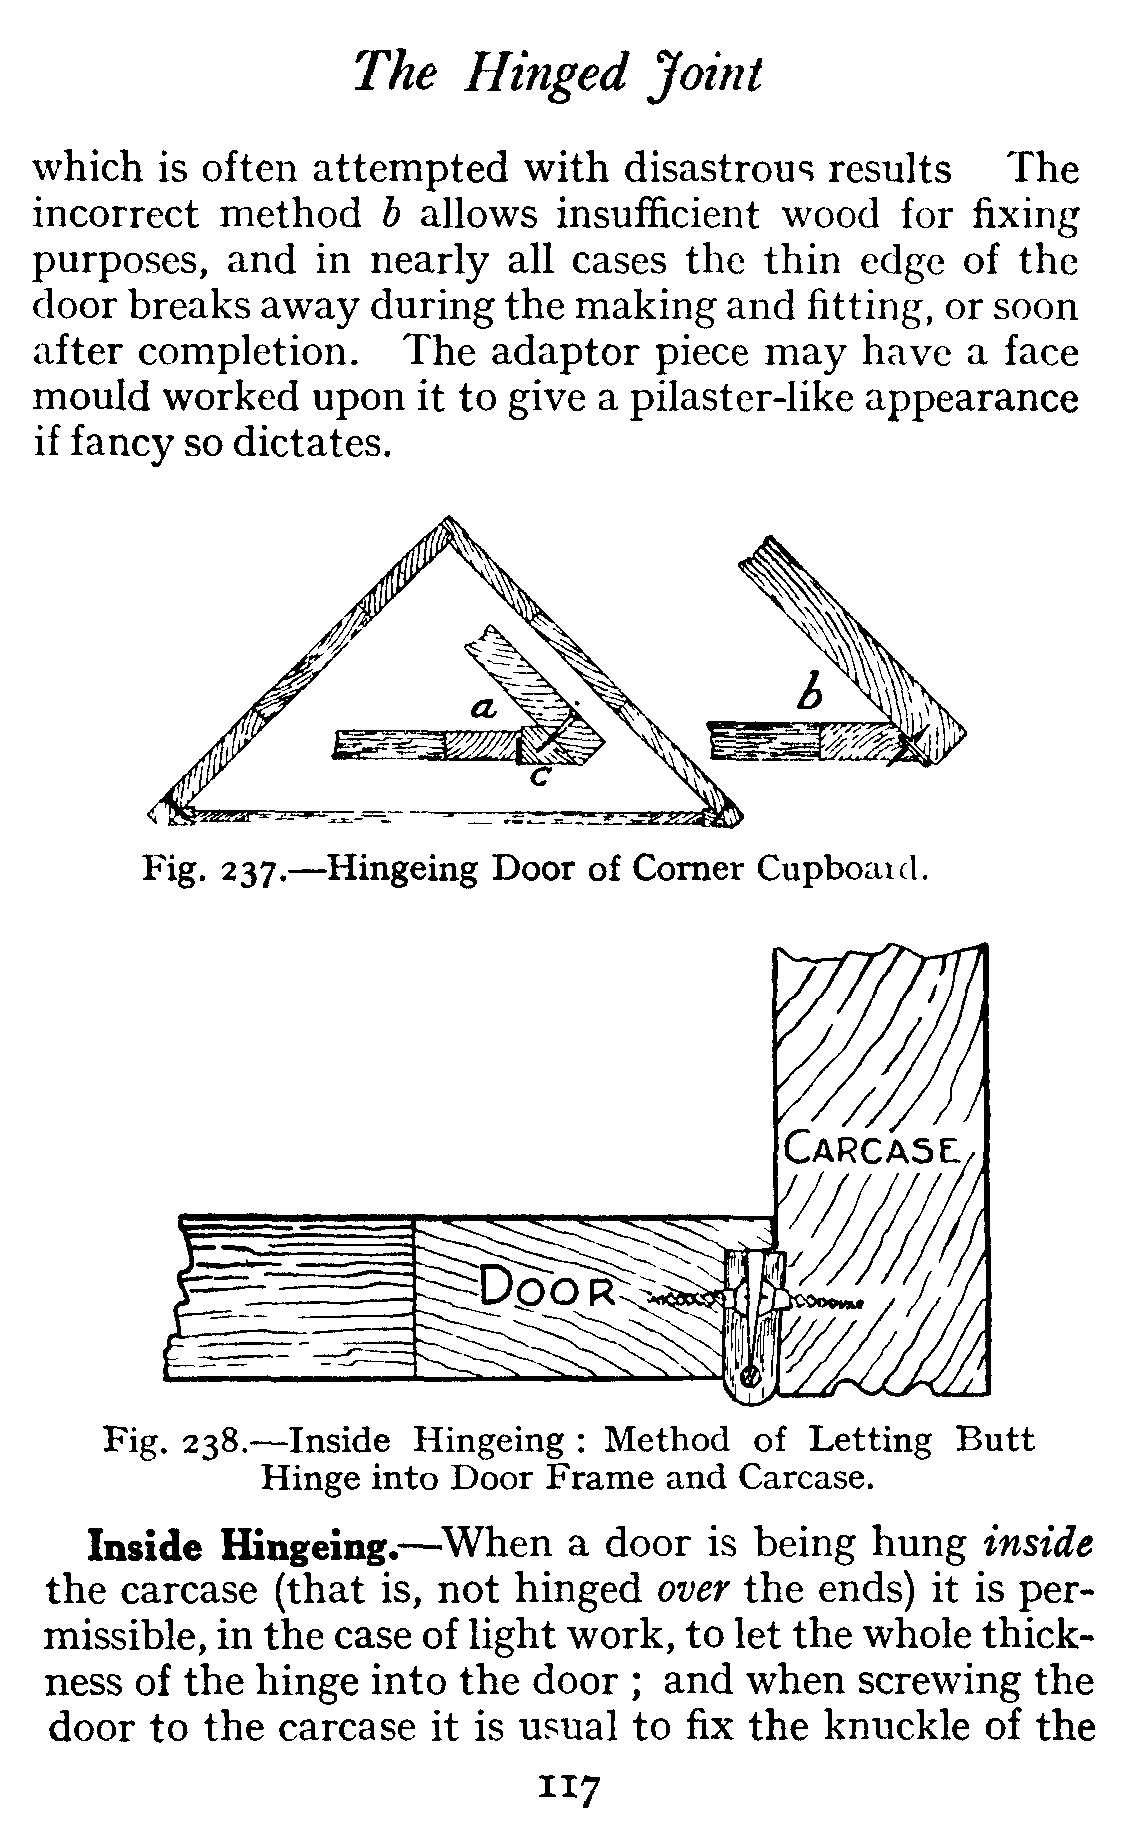 The Hinged Joint
which is often attempted with disastrous results The
incorrect method b allows insufficient wood for fixing
purposes, and in nearly all cases the thin edge of the
door breaks away during the making and fitting, or soon
after completion. The adaptor piece may have a face
mould worked upon it to give a pilaster-like appearance
if fancy so dictates.
a
b
c
Fig. 237.—Hingeing Door of Corner Cupboard.
CARCASE
DOOR
Fig. 238.—Inside Hingeing : Method of Letting Butt
Hinge into Door Frame and Carcase.
Inside Hingeing.—When a door is being hung inside
the carcase (that is, not hinged over the ends) it is per-
missible, in the case of light work, to let the whole thick-
ness of the hinge into the door ; and when screwing the
door to the carcase it is usual to fix the knuckle of the
117